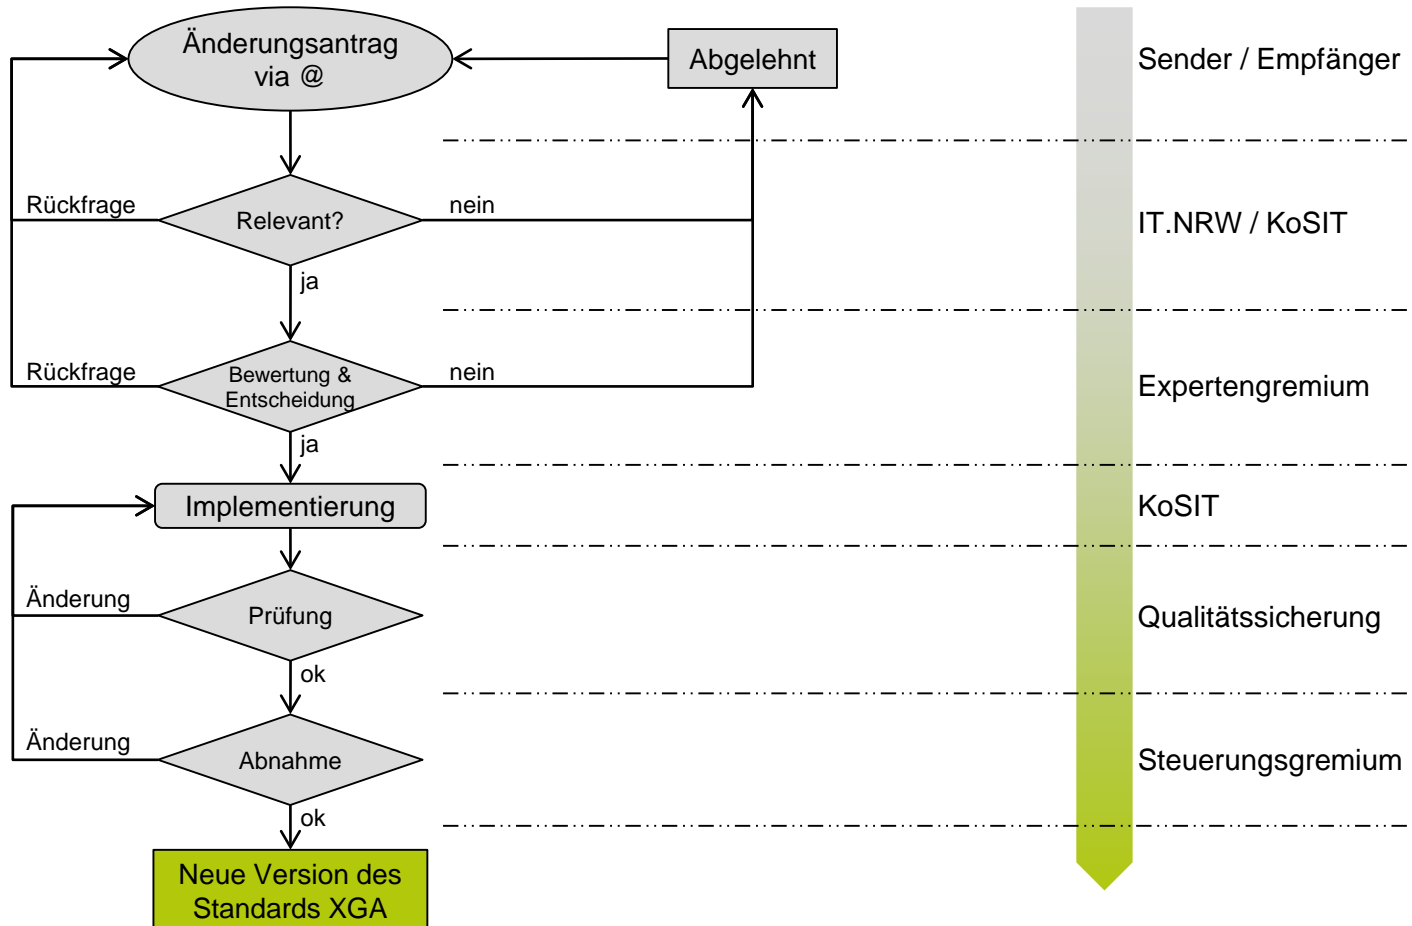 Änderungsantrag
via @
Abgelehnt
Sender / Empfänger
Rückfrage
Relevant?
nein
IT.NRW / KoSIT
ja
Rückfrage
Bewertung &
Entscheidung
nein
Expertengremium
ja
Implementierung
KoSIT
Änderung
Prüfung
Qualitätssicherung
ok
Änderung
Abnahme
Steuerungsgremium
ok
Neue Version des
Standards XGA